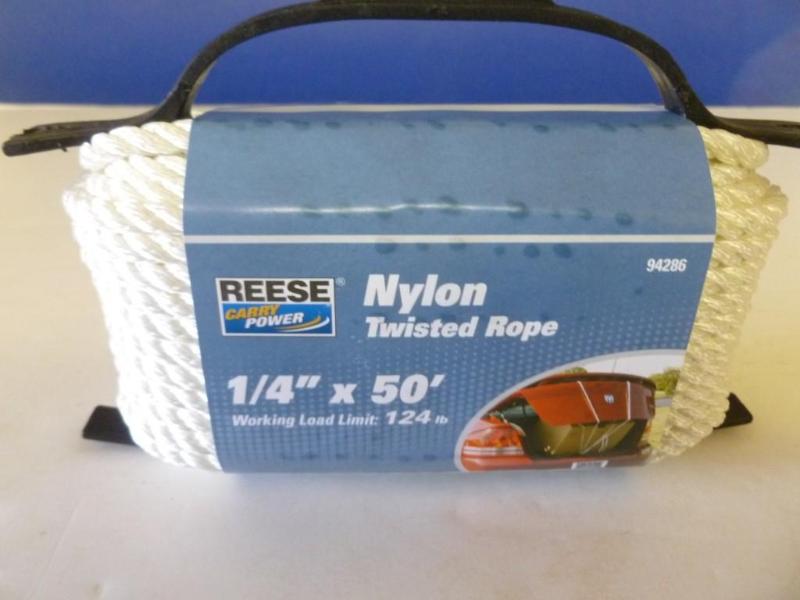 94286
REESE®
CARRY
POWER
Nylon
Twisted Rope
1/4" x 50'
Working Load Limit: 124 lb